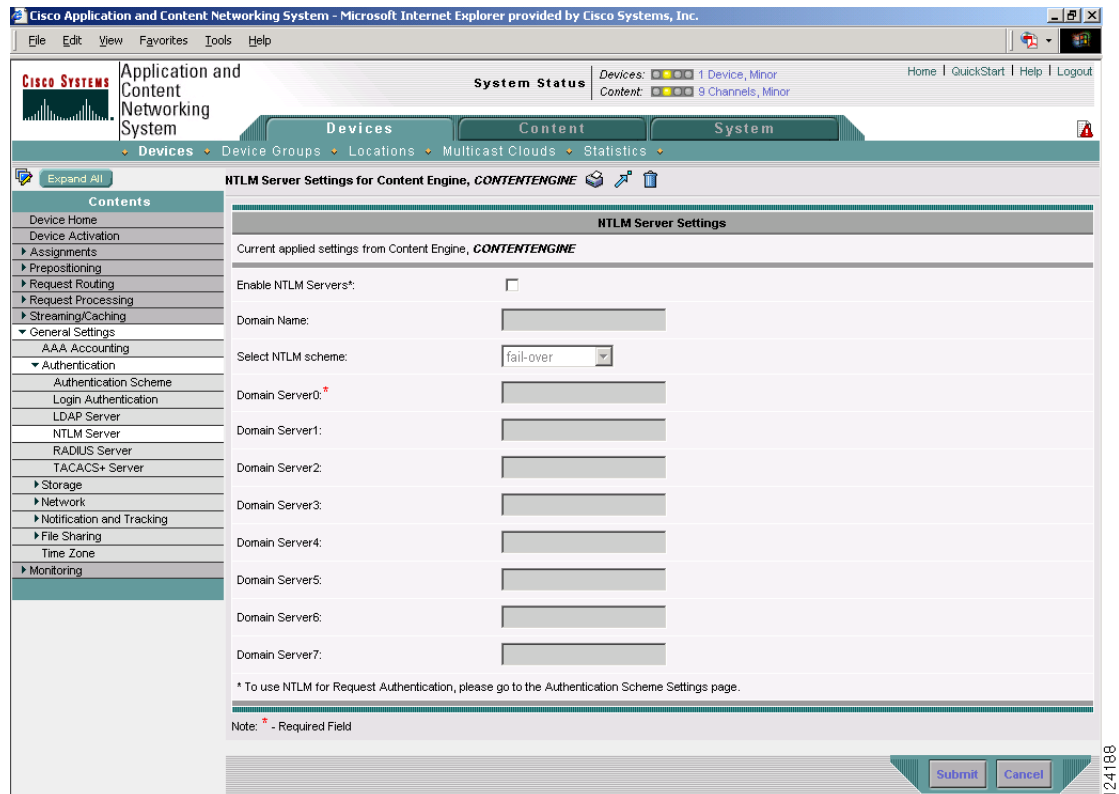 Cisco Application and Content Networking System - Microsoft Internet Explorer provided by Cisco Systems, Inc.
File Edit View Favorites Tools Help
CISCO SYSTEMS
Application and
Content
Networking
System
System Status
Devices: 1 Device, Minor
Content: 9 Channels, Minor
Home | QuickStart | Help | Logout
Devices Content System
Devices Device Groups Locations Multicast Clouds Statistics
Expand All
NTLM Server Settings for Content Engine, CONTENTENGINE
Contents
Device Home
Device Activation
Assignments
Prepositioning
Request Routing
Request Processing
Streaming/Caching
General Settings
AAA Accounting
Authentication
Authentication Scheme
Login Authentication
LDAP Server
NTLM Server
RADIUS Server
TACACS+ Server
Storage
Network
Notification and Tracking
File Sharing
Time Zone
Monitoring
NTLM Server Settings
Current applied settings from Content Engine, CONTENTENGINE
Enable NTLM Servers*:
Domain Name:
Select NTLM scheme: fail-over
Domain Server0:*
Domain Server1:
Domain Server2:
Domain Server3:
Domain Server4:
Domain Server5:
Domain Server6:
Domain Server7:
* To use NTLM for Request Authentication, please go to the Authentication Scheme Settings page.
Note: * - Required Field
Submit Cancel
124188